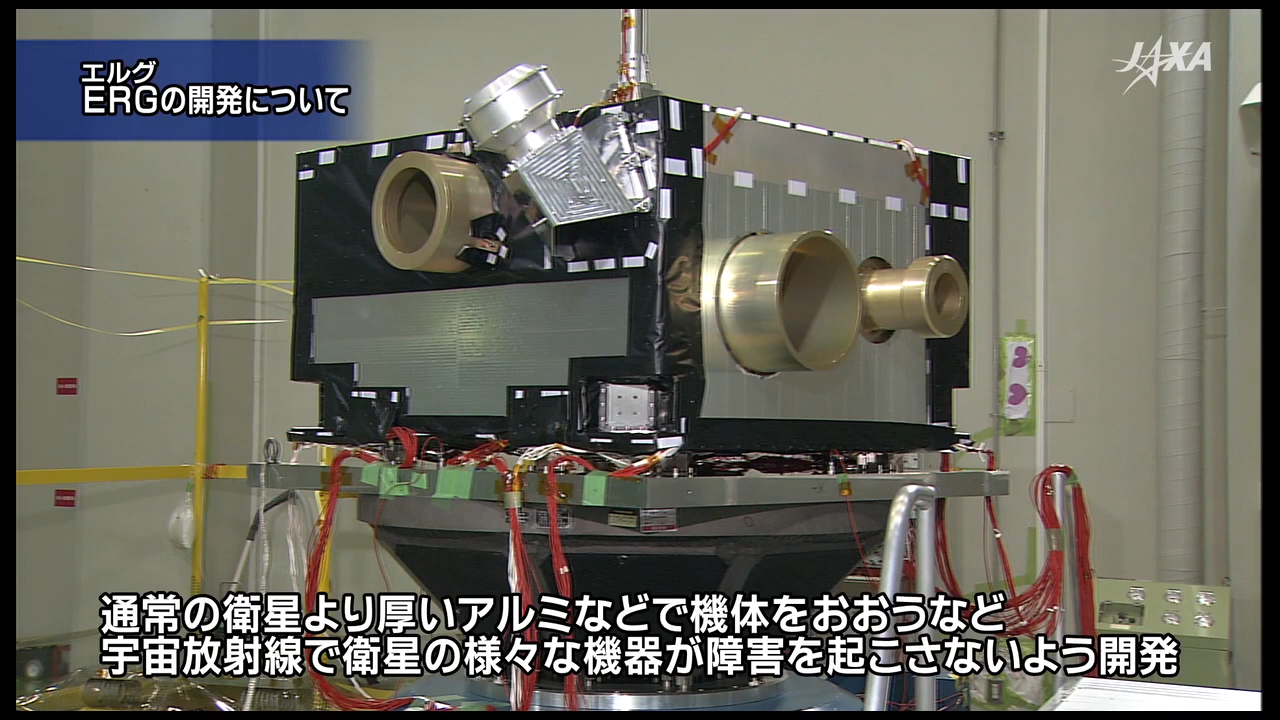 エルグ
ERGの開発について
JAXA
通常の衛星より厚いアルミなどで機体をおおうなど
宇宙放射線で衛星の様々な機器が障害を起こさないよう開発